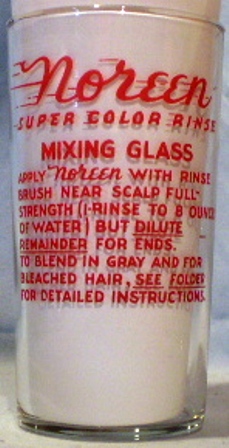 Noreen
SUPER COLOR RINSE
MIXING GLASS
APPLY Noreen WITH RINSE
BRUSH NEAR SCALP FULL-
STRENGTH (1-RINSE TO 8 OUNCE
OF WATER) BUT DILUTE
REMAINDER FOR ENDS.
TO BLEND IN GRAY AND FOR
BLEACHED HAIR, SEE FOLDER
FOR DETAILED INSTRUCTIONS.